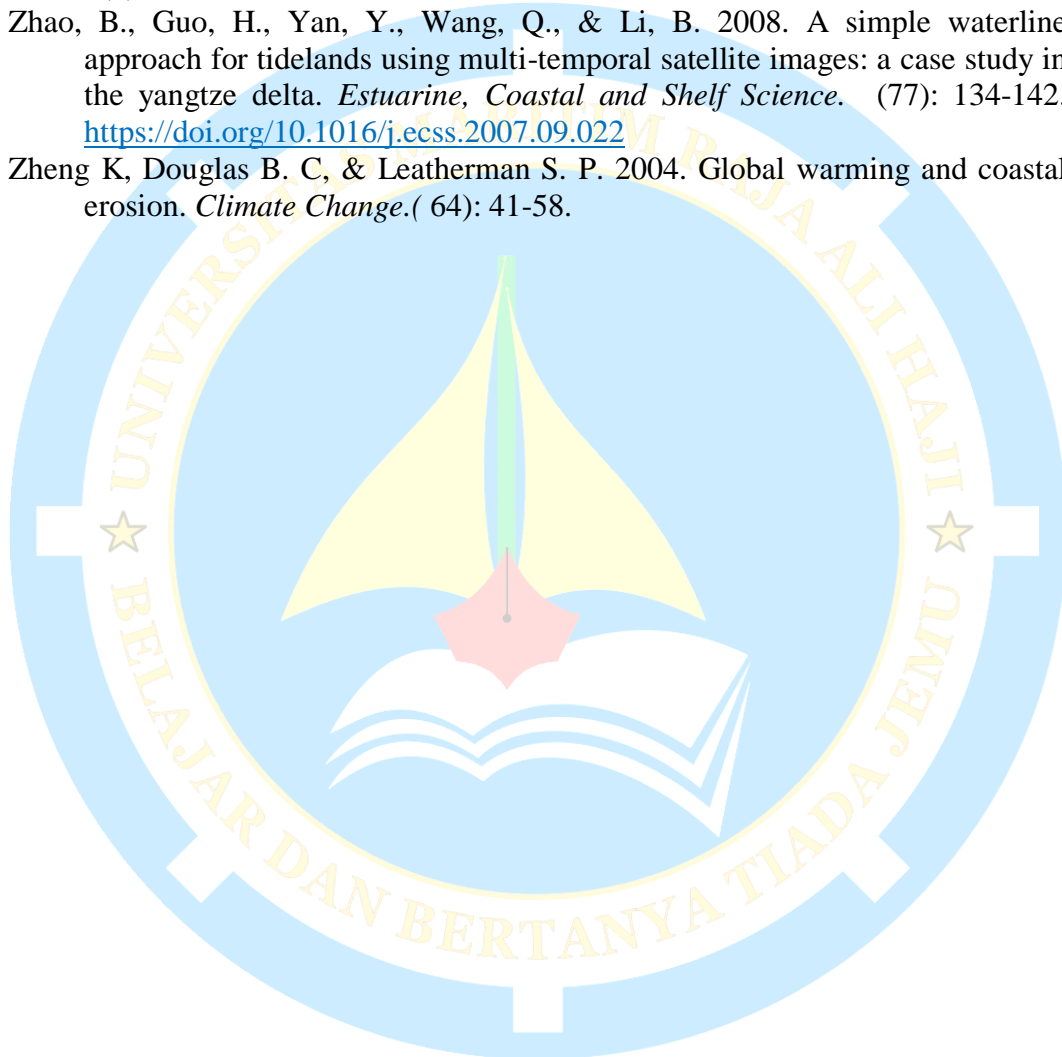 Zhao, B., Guo, H., Yan, Y., Wang, Q., & Li, B. 2008. A simple waterline
approach for tidelands using multi-temporal satellite images: a case study in
the yangtze delta. Estuarine, Coastal and Shelf Science. (77): 134-142.
https://doi.org/10.1016/j.ecss.2007.09.022
Zheng K, Douglas B. C, & Leatherman S. P. 2004. Global warming and coastal
erosion. Climate Change.( 64): 41-58.
UNIVERSITAS MARITIM RAJA ALI HAJI
BELAJAR DAN BERTANYA TIADA JEMU